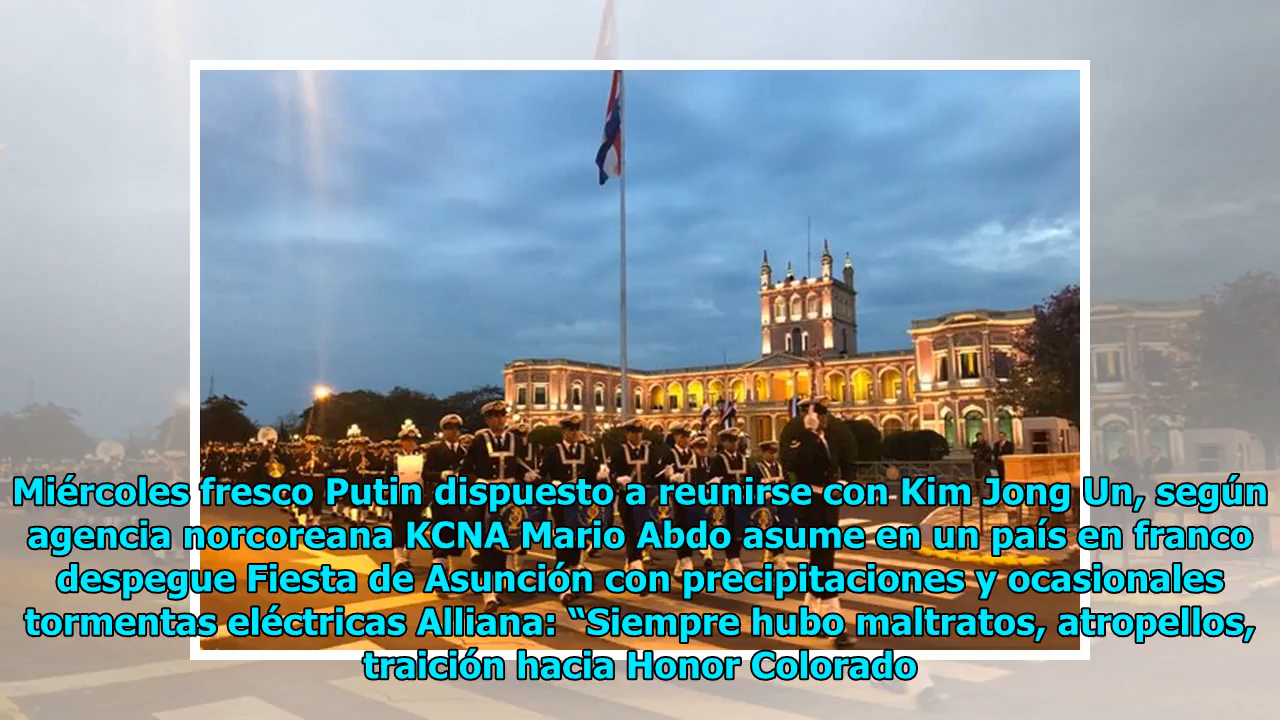 Miércoles fresco Putin dispuesto a reunirse con Kim Jong Un, según
agencia norcoreana KCNA Mario Abdo asume en un país en franco
despegue Fiesta de Asunción con precipitaciones y ocasionales
tormentas eléctricas Alliana: “Siempre hubo maltratos, atropellos,
traición hacia Honor Colorado